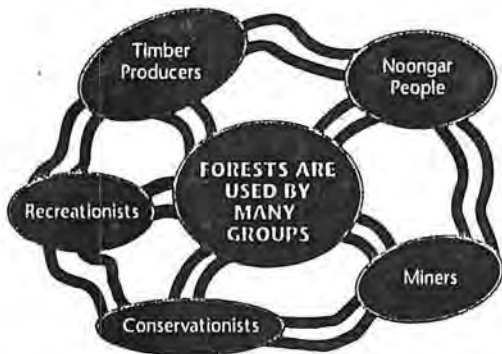 Timber
Producers
Noongar
People
FORESTS ARE
USED BY
MANY
GROUPS
Recreationists
Miners
Conservationists